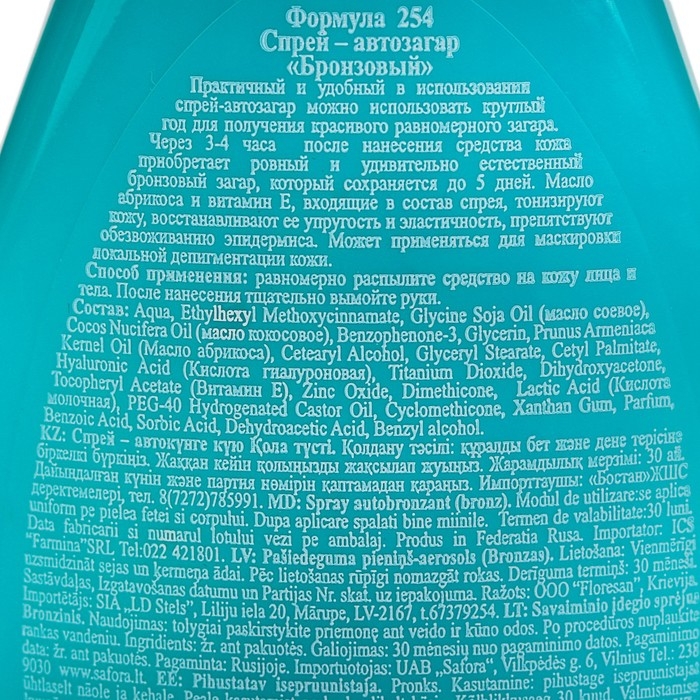 Формула 254
Спрей – автозагар
«Бронзовый»
Практичный и удобный в использовании
спрей-автозагар можно использовать круглый
год для получения красивого равномерного загара.
Через 3-4 часа после нанесения средства кожа
приобретает ровный и удивительно естественный
бронзовый загар, который сохраняется до 5 дней. Масло
абрикоса и витамин Е, входящие в состав спрея, тонизируют
кожу, восстанавливают ее упругость и эластичность, препятствуют
обезвоживанию эпидермиса. Может применяться для маскировки
локальной депигментации кожи.
Способ применения: равномерно распылите средство на кожу лица и
тела. После нанесения тщательно вымойте руки.
Состав: Aqua, Ethylhexyl Methoxycinnamate, Glycine Soja Oil (масло соевое),
Cocos Nucifera Oil (масло кокосовое), Benzophenone-3, Glycerin, Prunus Armeniaca
Kernel Oil (Масло абрикоса), Cetearyl Alcohol, Glyceryl Stearate, Cetyl Palmitate,
Hyaluronic Acid (Кислота гиалуроновая), Titanium Dioxide, Dihydroxyacetone,
Tocopheryl Acetate (Витамин Е), Zinc Oxide, Dimethicone, Lactic Acid (Кислота
молочная), PEG-40 Hydrogenated Castor Oil, Cyclomethicone, Xanthan Gum, Parfum,
Benzoic Acid, Sorbic Acid, Dehydroacetic Acid, Benzyl alcohol.
KZ: Спрей – автокүнге күю Қола түсті. Қолдану тәсілі: құралды бет және дене терісіне
біркелкі бүркіңіз. Жаққан кейін қолыңызды жақсылап жуыңыз. Жарамдылық мерзімі: 30 ай.
Дайындалған күнін және партия нөмірін қаптамадан қараңыз. Импорттаушы: «Бостан»ЖШС
деректемелері, тел. 8(7272)785991. MD: Spray autobronzant (bronz). Modul de utilizare:se aplica
uniform pe pielea fetei si corpului. Dupa aplicare spalati bine miinile. Termen de valabilitate:30 luni.
Data fabricarii si numarul lotului vezi pe ambalaj. Produs in Federatia Rusa. Importator: ICS
"Farmina"SRL Tel:022 421801. LV: Pašiedeguma pieniņš-aerosols (Bronzas). Lietošana: Vienmērīgi
uzsmidzināt sejas un ķermeņa ādai. Pēc lietošanas rūpīgi nomazgāt rokas. Derīguma termiņš: 30 mēneši.
Sastāvdaļas, Izgatavošanas datumu un Partijas Nr. skat. uz iepakojuma. Ražots: OOO "Floresan", Krievija
Importētājs: SIA „LD Stels", Liliju iela 20, Mārupe, LV-2167, t.67379254. LT: Savaiminio įdegio
Bronzinis. Naudojimas: tolygiai paskirstykite priemonę ant veido ir kūno odos. Po procedūros nuplaukite
rankas vandeniu. Ingridients: žr. ant pakuotės. Galiojimas: 30 mėnesių nuo pagaminimo datos. Pagaminimo
data: žr. ant pakuotės. Pagaminta: Rusijoje. Importuotojas: UAB „Safora", Vilkpėdės g. 6, Vilnius Tel.: 238
9030 www.safora.lt. EE: Pihustatav isepruunistaja, Pronks. Kasutamine: pihustage isepruunistajat
ühtlaselt näole ja kehale.